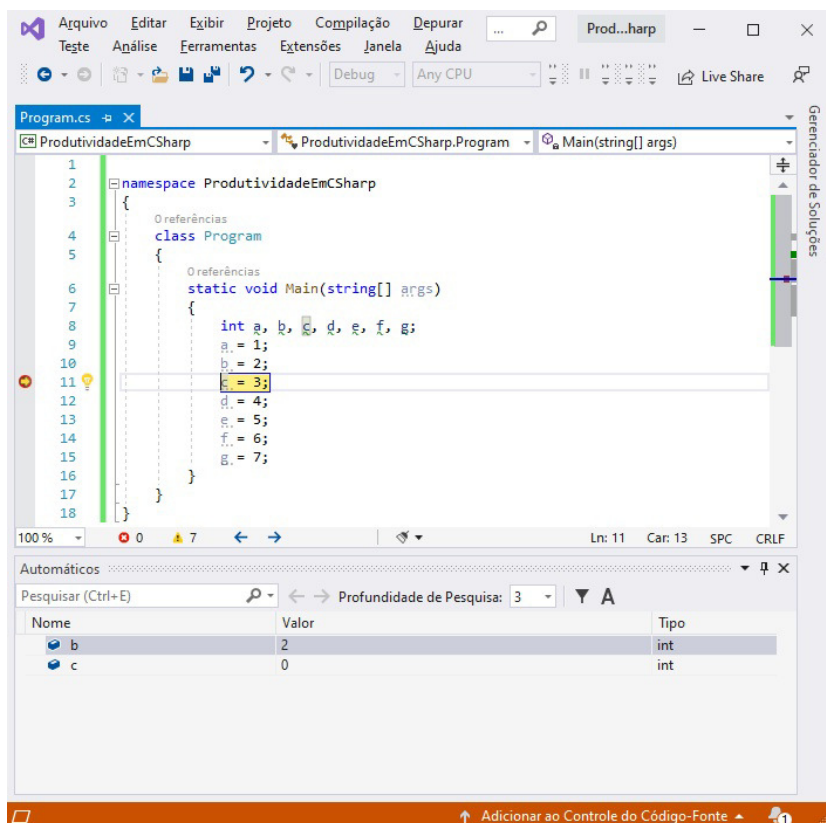 Arquivo Editar Exibir Projeto Compilação Depurar ... Prod...harp
Teste Análise Ferramentas Extensões Janela Ajuda
Debug Any CPU Live Share
Program.cs
C# ProdutividadeEmCSharp ProdutividadeEmCSharp.Program Main(string[] args)
Gerenciador de Soluções
1
2 namespace ProdutividadeEmCSharp
3 {
0 referências
4 class Program
5 {
0 referências
6 static void Main(string[] args)
7 {
8 int a, b, c, d, e, f, g;
9 a = 1;
10 b = 2;
11 c = 3;
12 d = 4;
13 e = 5;
14 f = 6;
15 g = 7;
16 }
17 }
18 }
100 % 0 7 Ln: 11 Car: 13 SPC CRLF
Automáticos
Pesquisar (Ctrl+E) Profundidade de Pesquisa: 3 A
Nome Valor Tipo
b 2 int
c 0 int
Adicionar ao Controle do Código-Fonte 1